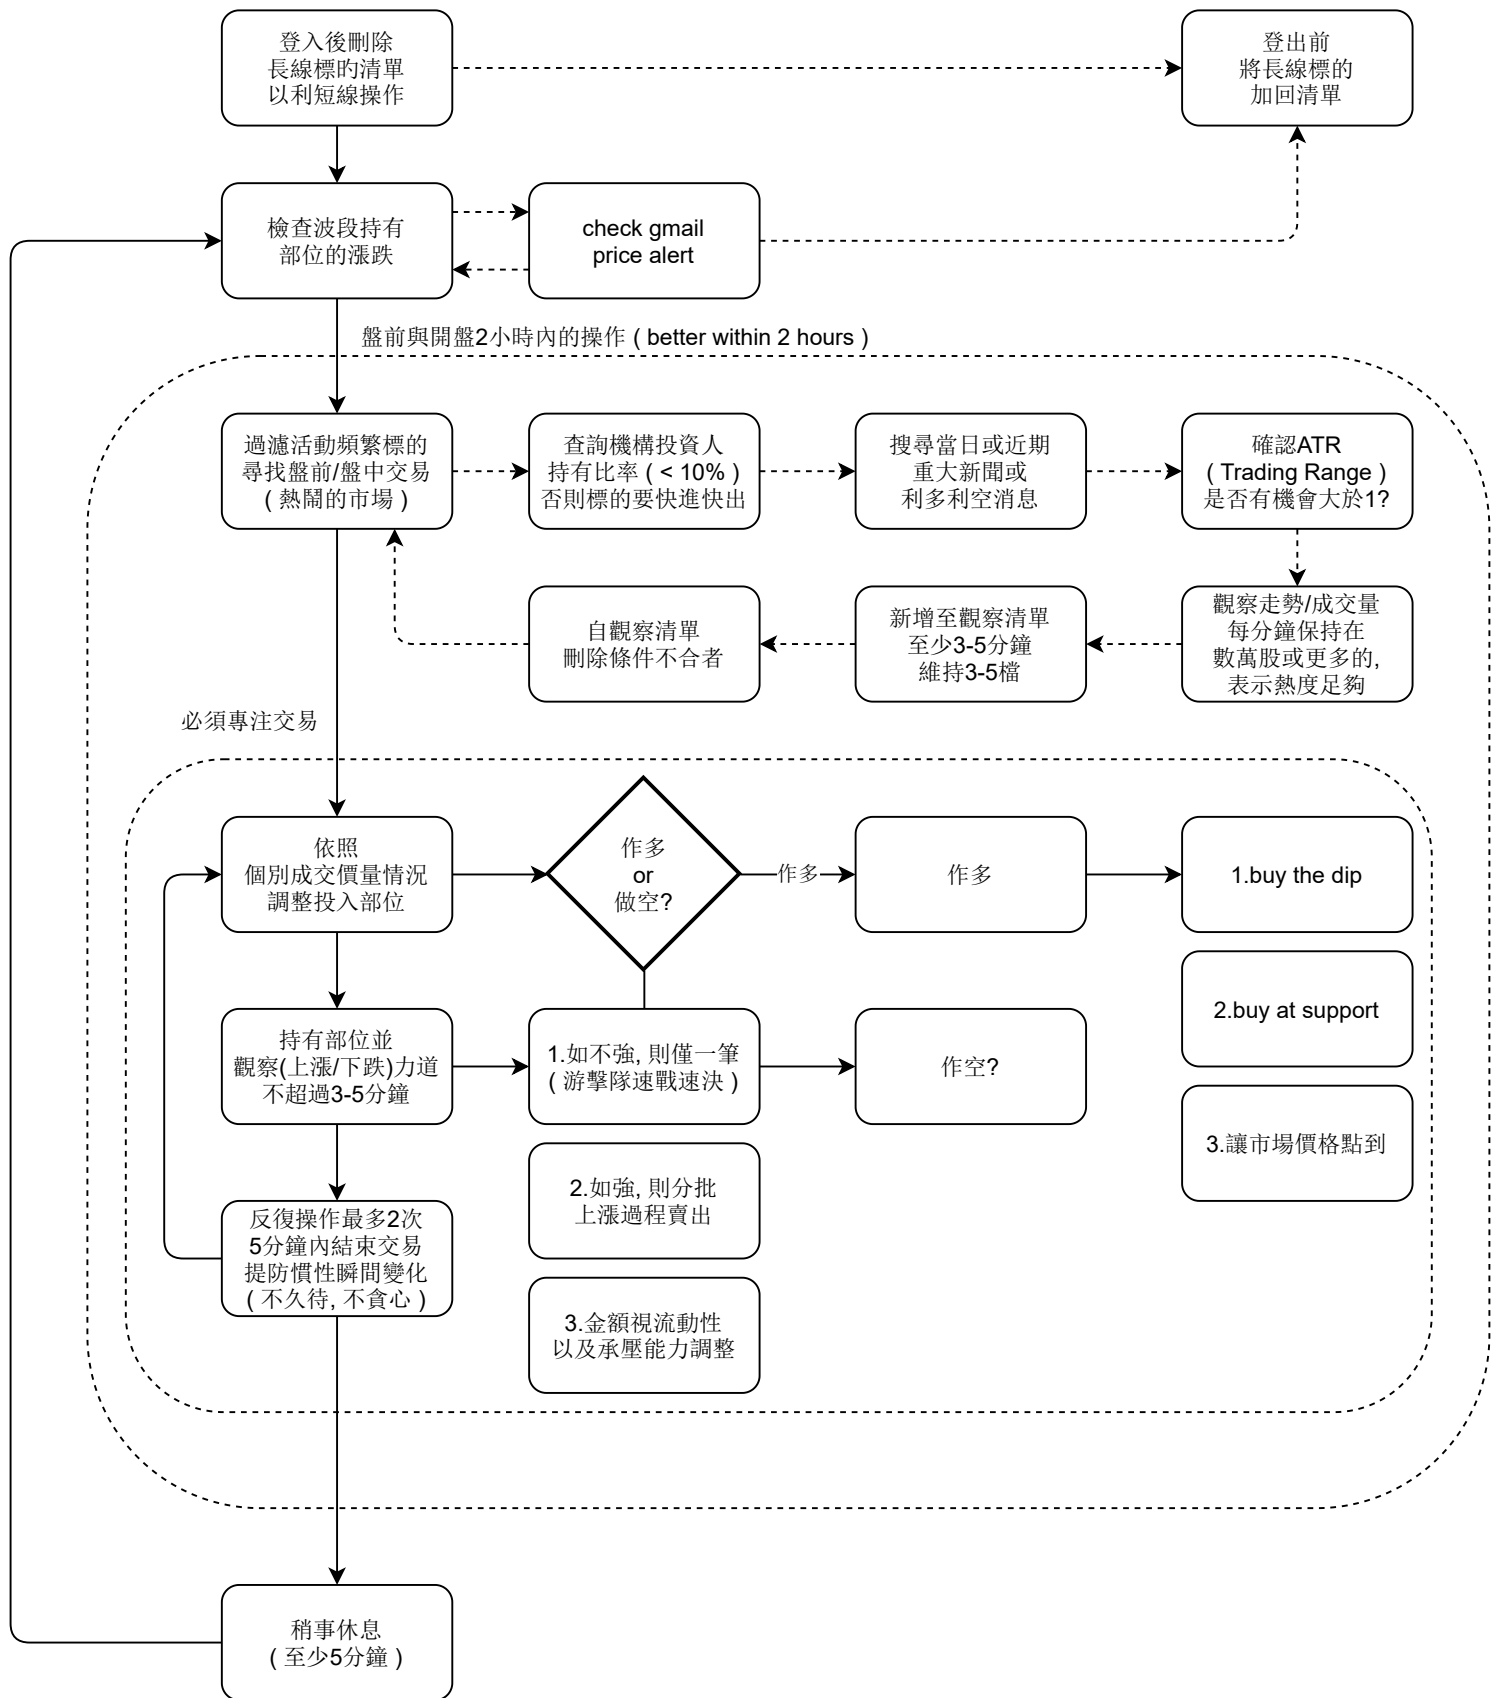 登入後刪除
長線標旳清單
以利短線操作
登出前
將長線標的
加回清單
檢查波段持有
部位的漲跌
check gmail
price alert
盤前與開盤2小時內的操作 ( better within 2 hours )
過濾活動頻繁標的
尋找盤前/盤中交易
( 熱鬧的市場 )
查詢機構投資人
持有比率 ( < 10% )
否則標的要快進快出
搜尋當日或近期
重大新聞或
利多利空消息
確認ATR
( Trading Range )
是否有機會大於1?
自觀察清單
刪除條件不合者
新增至觀察清單
至少3-5分鐘
維持3-5檔
觀察走勢/成交量
每分鐘保持在
數萬股或更多的,
表示熱度足夠
必須專注交易
依照
個別成交價量情況
調整投入部位
作多
or
做空?
作多
作多
1.buy the dip
2.buy at support
3.讓市場價格點到
持有部位並
觀察(上漲/下跌)力道
不超過3-5分鐘
1.如不強, 則僅一筆
( 游擊隊速戰速決 )
作空?
2.如強, 則分批
上漲過程賣出
反復操作最多2次
5分鐘內結束交易
提防慣性瞬間變化
( 不久待, 不貪心 )
3.金額視流動性
以及承壓能力調整
稍事休息
( 至少5分鐘 )